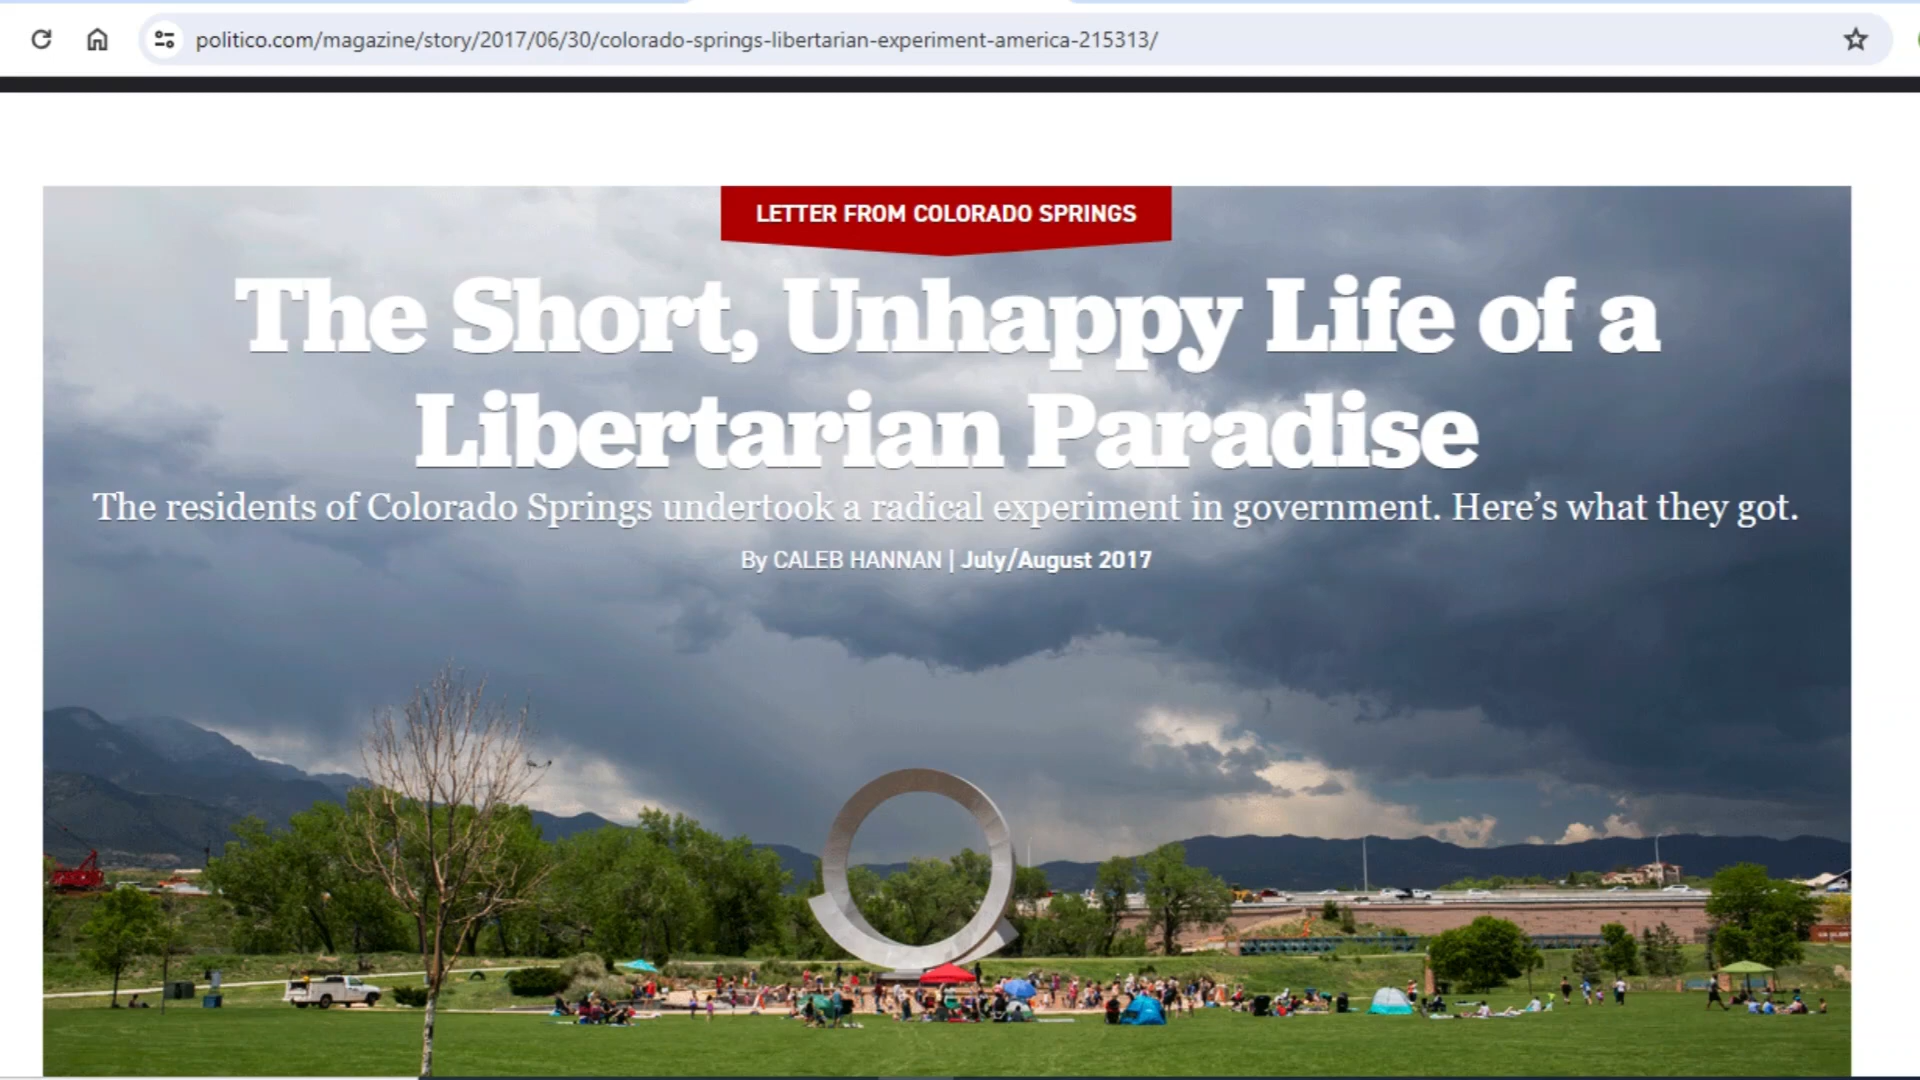 politico.com/magazine/story/2017/06/30/colorado-springs-libertarian-experiment-america-215313/
LETTER FROM COLORADO SPRINGS
The Short, Unhappy Life of a
Libertarian Paradise
The residents of Colorado Springs undertook a radical experiment in government. Here’s what they got.
By CALEB HANNAN | July/August 2017